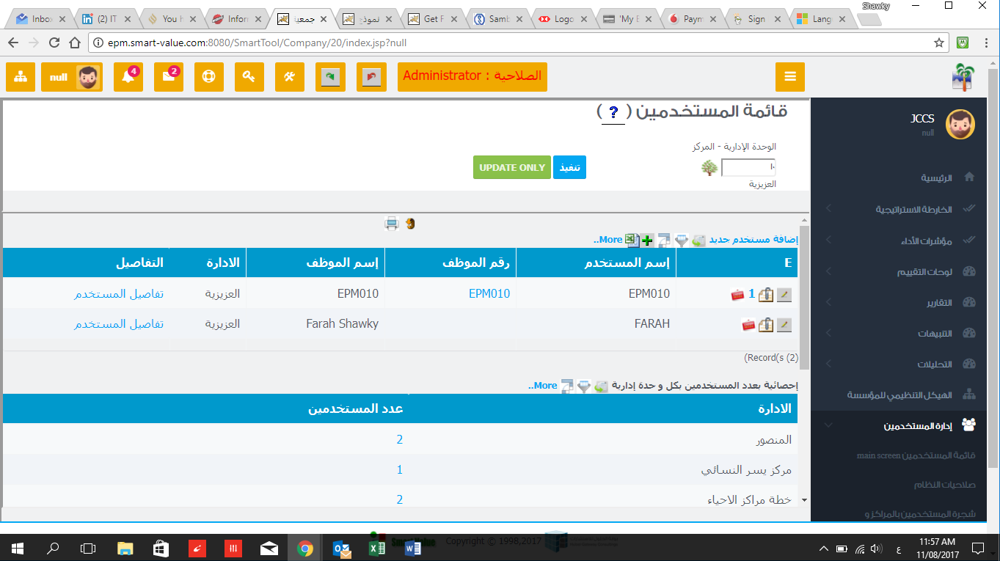 Shawky
Inbo
(2) IT
You h
Inforr
جمعية
نموذج
Get F
Samb
Logo
'My E
Paym
Sign
Lang
epm.smart-value.com:8080/SmartTool/Company/20/index.jsp?null
null
4
2
الصلاحية : Administrator
JCCS
null
الرئيسية
الخارطة الاستراتيجية
مؤشرات الأداء
لوحات التقييم
التقارير
التنبيهات
التحليلات
الهيكل التنظيمي للمؤسسة
إدارة المستخدمين
قائمة المستخدمين main screen
صلاحيات النظام
شجرة المستخدمين بالمراكز و
قائمة المستخدمين ( ? )
الوحدة الإدارية - المركز
تنفيذ UPDATE ONLY
العزيزية
إضافة مستخدم جديد More..
E إسم المستخدم رقم الموظف إسم الموظف الادارة التفاصيل
1 EPM010 EPM010 EPM010 العزيزية تفاصيل المستخدم
FARAH Farah Shawky العزيزية تفاصيل المستخدم
(Record(s (2)
إحصائية بعدد المستخدمين بكل و حدة إدارية More..
الادارة عدد المستخدمين
المنصور 2
مركز يسر النسائي 1
خطة مراكز الاحياء 2
Smart Value Copyright © 1998,2017
ع
11:57 AM
11/08/2017